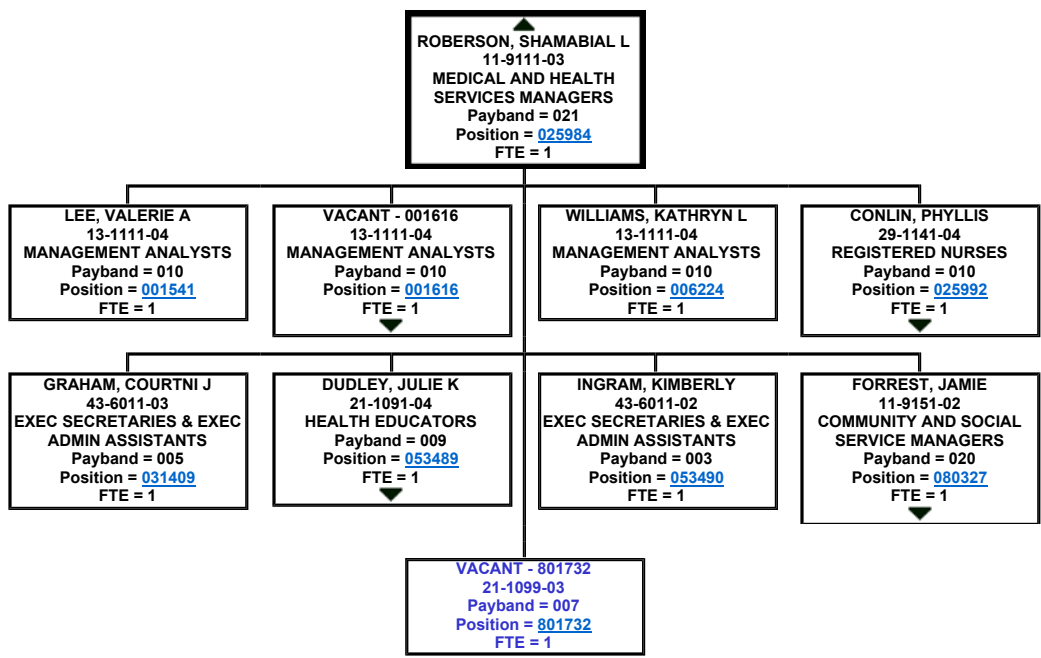 ROBERSON, SHAMABIAL L
11-9111-03
MEDICAL AND HEALTH
SERVICES MANAGERS
Payband = 021
Position = 025984
FTE = 1
LEE, VALERIE A
13-1111-04
MANAGEMENT ANALYSTS
Payband = 010
Position = 001541
FTE = 1
VACANT - 001616
13-1111-04
MANAGEMENT ANALYSTS
Payband = 010
Position = 001616
FTE = 1
WILLIAMS, KATHRYN L
13-1111-04
MANAGEMENT ANALYSTS
Payband = 010
Position = 006224
FTE = 1
CONLIN, PHYLLIS
29-1141-04
REGISTERED NURSES
Payband = 010
Position = 025992
FTE = 1
GRAHAM, COURTNI J
43-6011-03
EXEC SECRETARIES & EXEC
ADMIN ASSISTANTS
Payband = 005
Position = 031409
FTE = 1
DUDLEY, JULIE K
21-1091-04
HEALTH EDUCATORS
Payband = 009
Position = 053489
FTE = 1
INGRAM, KIMBERLY
43-6011-02
EXEC SECRETARIES & EXEC
ADMIN ASSISTANTS
Payband = 003
Position = 053490
FTE = 1
FORREST, JAMIE
11-9151-02
COMMUNITY AND SOCIAL
SERVICE MANAGERS
Payband = 020
Position = 080327
FTE = 1
VACANT - 801732
21-1099-03
Payband = 007
Position = 801732
FTE = 1